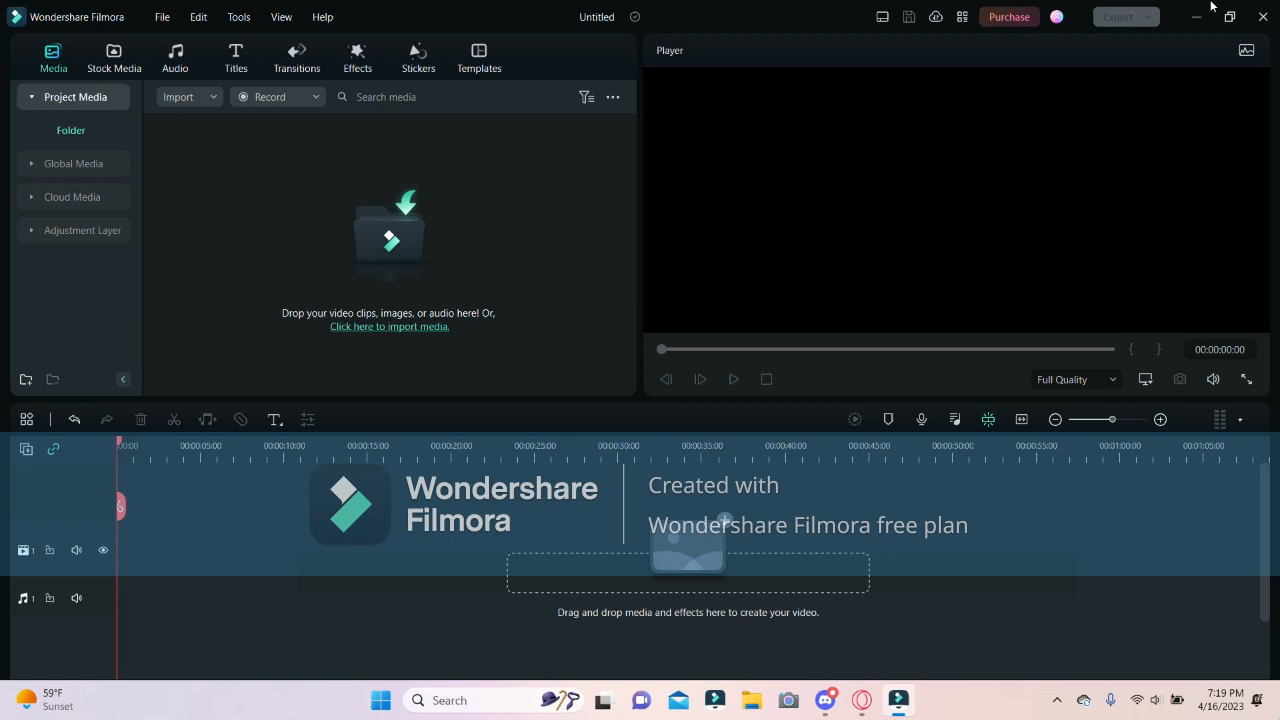 Wondershare Filmora
File
Edit
Tools
View
Help
Untitled
Purchase
Export
Media
Stock Media
Audio
Titles
Transitions
Effects
Stickers
Templates
Player
Project Media
Import
Record
Search media
Folder
Global Media
Cloud Media
Adjustment Layer
Drop your video clips, images, or audio here! Or,
Click here to import media.
00:00:00:00
Full Quality
:00:00
00:00:05:00
00:00:10:00
00:00:15:00
00:00:20:00
00:00:25:00
00:00:30:00
00:00:35:00
00:00:40:00
00:00:45:00
00:00:50:00
00:00:55:00
00:01:00:00
00:01:05:00
Wondershare
Filmora
Created with
Wondershare Filmora free plan
1
1
Drag and drop media and effects here to create your video.
59°F
Sunset
Search
7:19 PM
4/16/2023